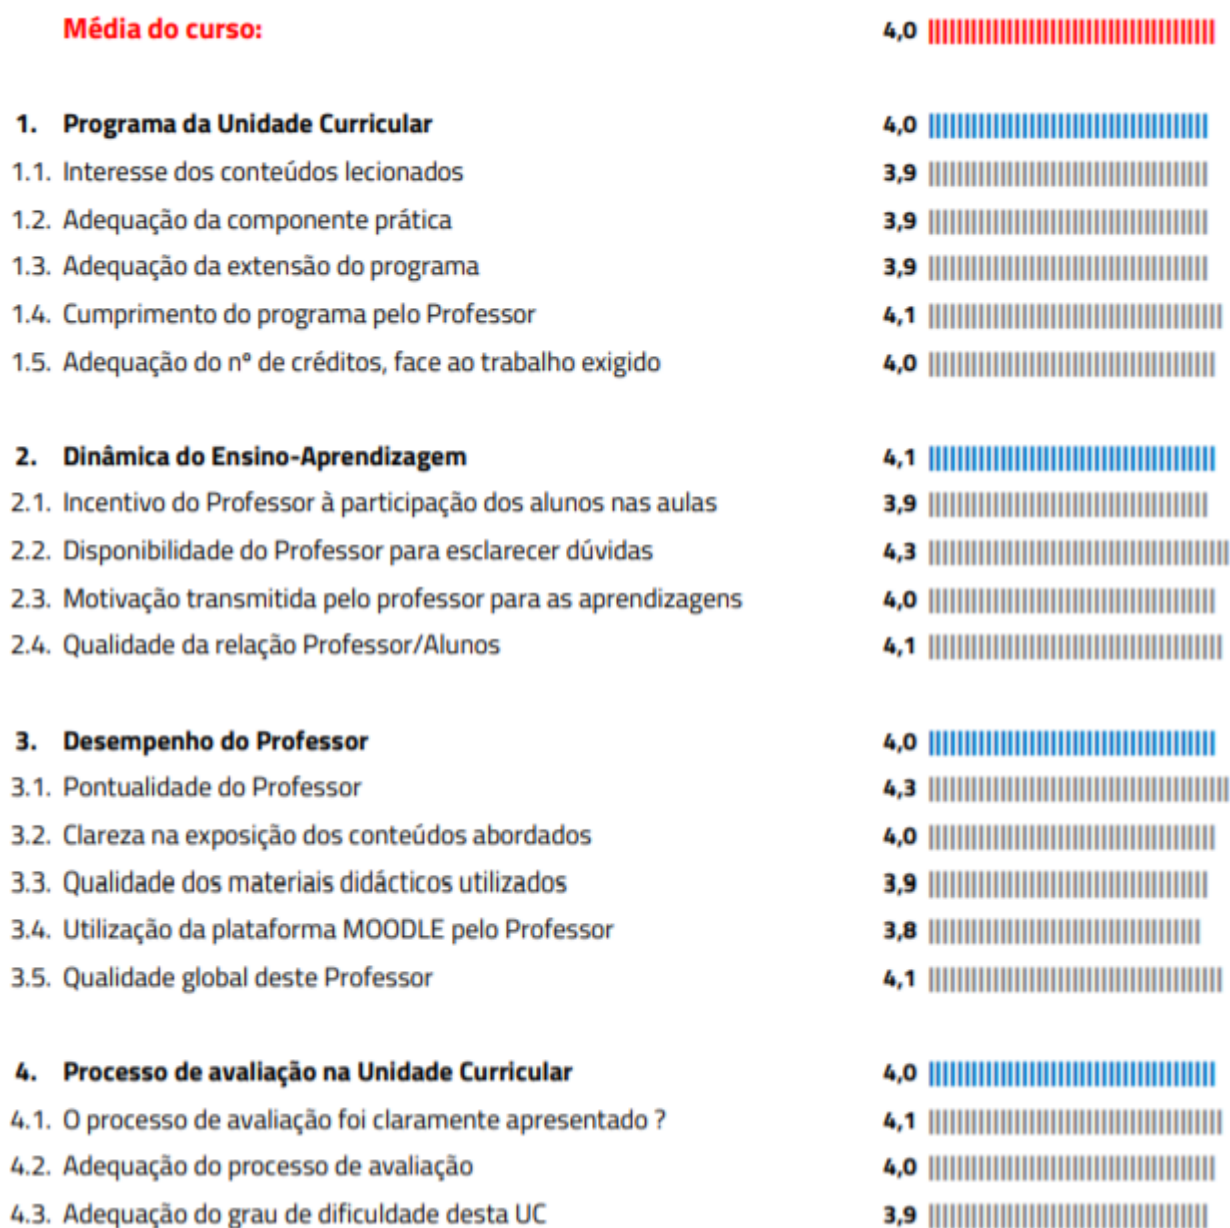 Média do curso: 4,0
1. Programa da Unidade Curricular 4,0
1.1. Interesse dos conteúdos lecionados 3,9
1.2. Adequação da componente prática 3,9
1.3. Adequação da extensão do programa 3,9
1.4. Cumprimento do programa pelo Professor 4,1
1.5. Adequação do nº de créditos, face ao trabalho exigido 4,0
2. Dinâmica do Ensino-Aprendizagem 4,1
2.1. Incentivo do Professor à participação dos alunos nas aulas 3,9
2.2. Disponibilidade do Professor para esclarecer dúvidas 4,3
2.3. Motivação transmitida pelo professor para as aprendizagens 4,0
2.4. Qualidade da relação Professor/Alunos 4,1
3. Desempenho do Professor 4,0
3.1. Pontualidade do Professor 4,3
3.2. Clareza na exposição dos conteúdos abordados 4,0
3.3. Qualidade dos materiais didácticos utilizados 3,9
3.4. Utilização da plataforma MOODLE pelo Professor 3,8
3.5. Qualidade global deste Professor 4,1
4. Processo de avaliação na Unidade Curricular 4,0
4.1. O processo de avaliação foi claramente apresentado ? 4,1
4.2. Adequação do processo de avaliação 4,0
4.3. Adequação do grau de dificuldade desta UC 3,9